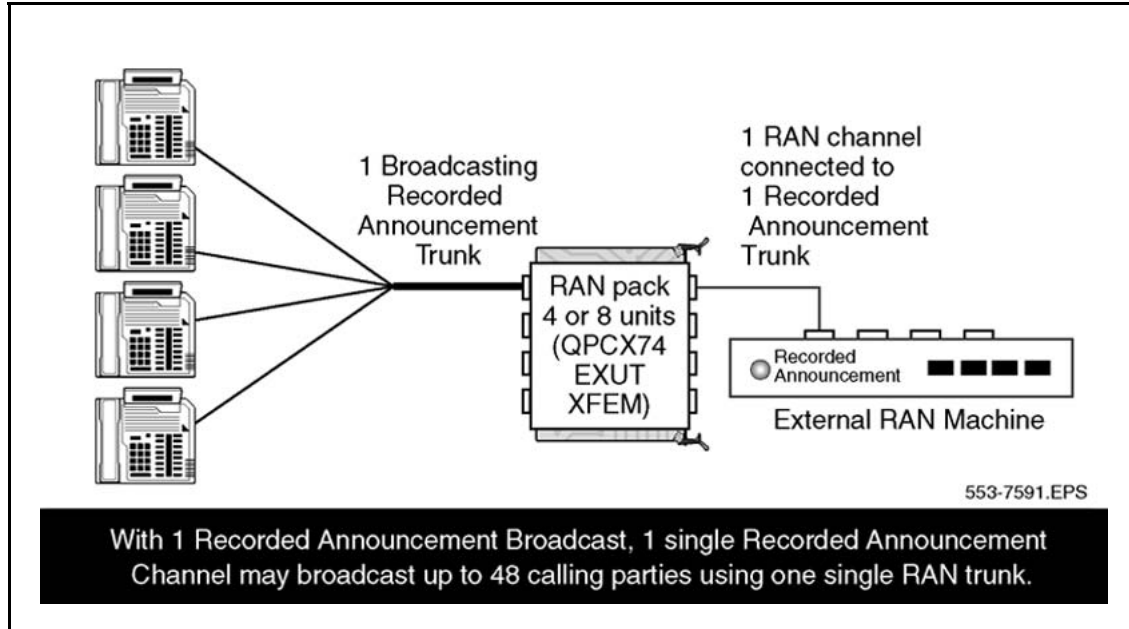 1 Broadcasting
Recorded
Announcement
Trunk
1 RAN channel
connected to
1 Recorded
Announcement
Trunk
RAN pack
4 or 8 units
(QPCX74
EXUT
XFEM)
Recorded
Announcement
External RAN Machine
553-7591.EPS
With 1 Recorded Announcement Broadcast, 1 single Recorded Announcement
Channel may broadcast up to 48 calling parties using one single RAN trunk.